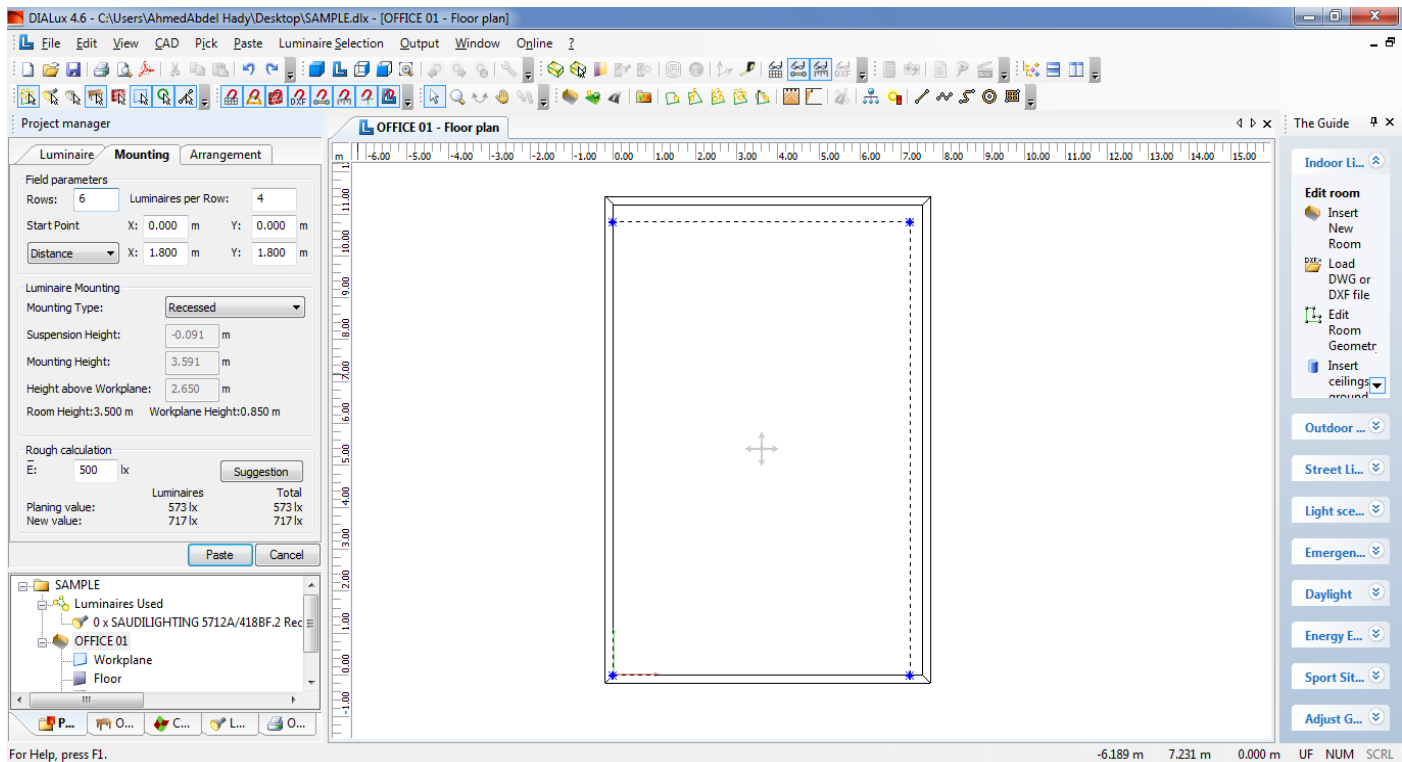 DIALux 4.6 - C:\Users\AhmedAbdel Hady\Desktop\SAMPLE.dlx - [OFFICE 01 - Floor plan]
File Edit View CAD Pick Paste Luminaire Selection Output Window Online ?
Project manager
OFFICE 01 - Floor plan
The Guide
Luminaire Mounting Arrangement
m -6.00 -5.00 -4.00 -3.00 -2.00 -1.00 0.00 1.00 2.00 3.00 4.00 5.00 6.00 7.00 8.00 9.00 10.00 11.00 12.00 13.00 14.00 15.00
Field parameters
Rows: 6 Luminaires per Row: 4
Start Point X: 0.000 m Y: 0.000 m
Distance X: 1.800 m Y: 1.800 m
Luminaire Mounting
Mounting Type: Recessed
Suspension Height: -0.091 m
Mounting Height: 3.591 m
Height above Workplane: 2.650 m
Room Height:3.500 m Workplane Height:0.850 m
Rough calculation
E: 500 lx Suggestion
Luminaires Total
Planing value: 573 lx 573 lx
New value: 717 lx 717 lx
Paste Cancel
SAMPLE
Luminaires Used
0 x SAUDILIGHTING 5712A/418BF.2 Rec
OFFICE 01
Workplane
Floor
P... O... C... L... O...
11.00
10.00
9.00
8.00
7.00
6.00
5.00
4.00
3.00
2.00
1.00
0.00
-1.00
Indoor Li...
Edit room
Insert
New
Room
DXF
Load
DWG or
DXF file
Edit
Room
Geometr
Insert
ceilings
ground
Outdoor ...
Street Li...
Light sce...
Emergen...
Daylight
Energy E...
Sport Sit...
Adjust G...
For Help, press F1.
-6.189 m 7.231 m 0.000 m UF NUM SCRL